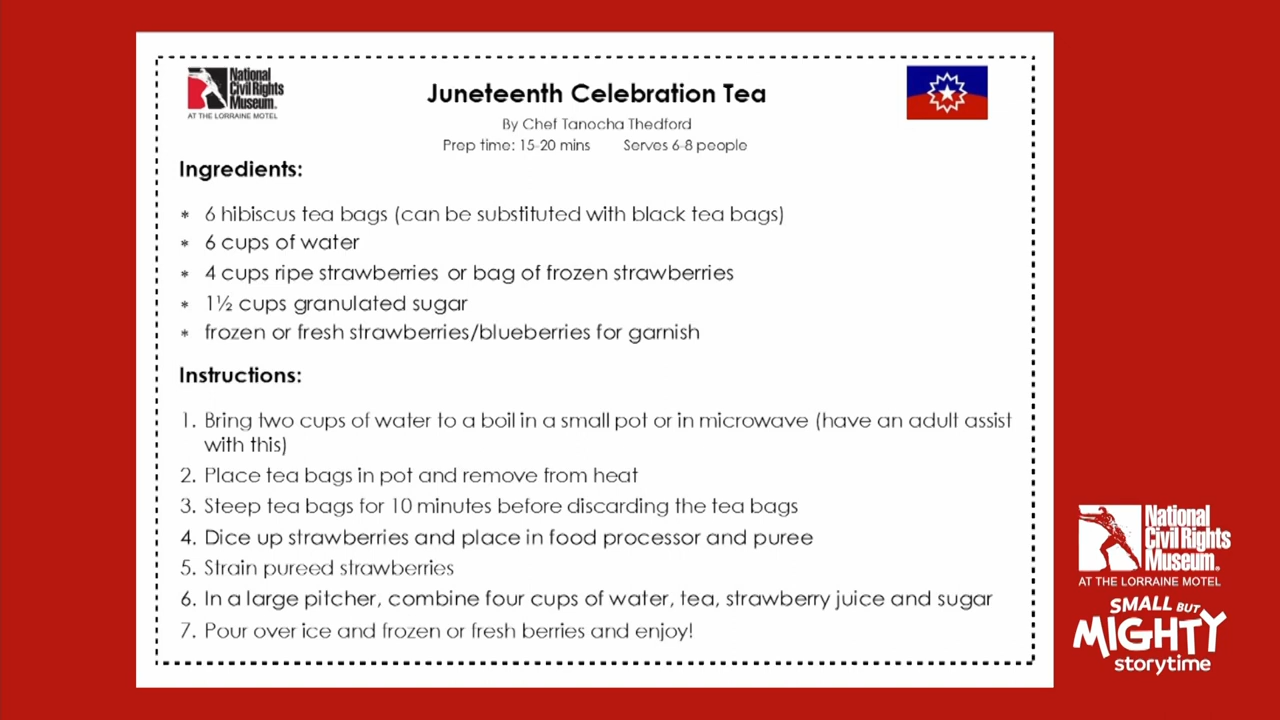 National
Civil Rights
Museum.
AT THE LORRAINE MOTEL
Juneteenth Celebration Tea
By Chef Tanocha Thedford
Prep time: 15-20 mins Serves 6-8 people
Ingredients:
* 6 hibiscus tea bags (can be substituted with black tea bags)
* 6 cups of water
* 4 cups ripe strawberries or bag of frozen strawberries
* 1½ cups granulated sugar
* frozen or fresh strawberries/blueberries for garnish
Instructions:
1. Bring two cups of water to a boil in a small pot or in microwave (have an adult assist
with this)
2. Place tea bags in pot and remove from heat
3. Steep tea bags for 10 minutes before discarding the tea bags
4. Dice up strawberries and place in food processor and puree
5. Strain pureed strawberries
6. In a large pitcher, combine four cups of water, tea, strawberry juice and sugar
7. Pour over ice and frozen or fresh berries and enjoy!
National
Civil Rights
Museum.
AT THE LORRAINE MOTEL
SMALL BUT
MIGHTY
storytime